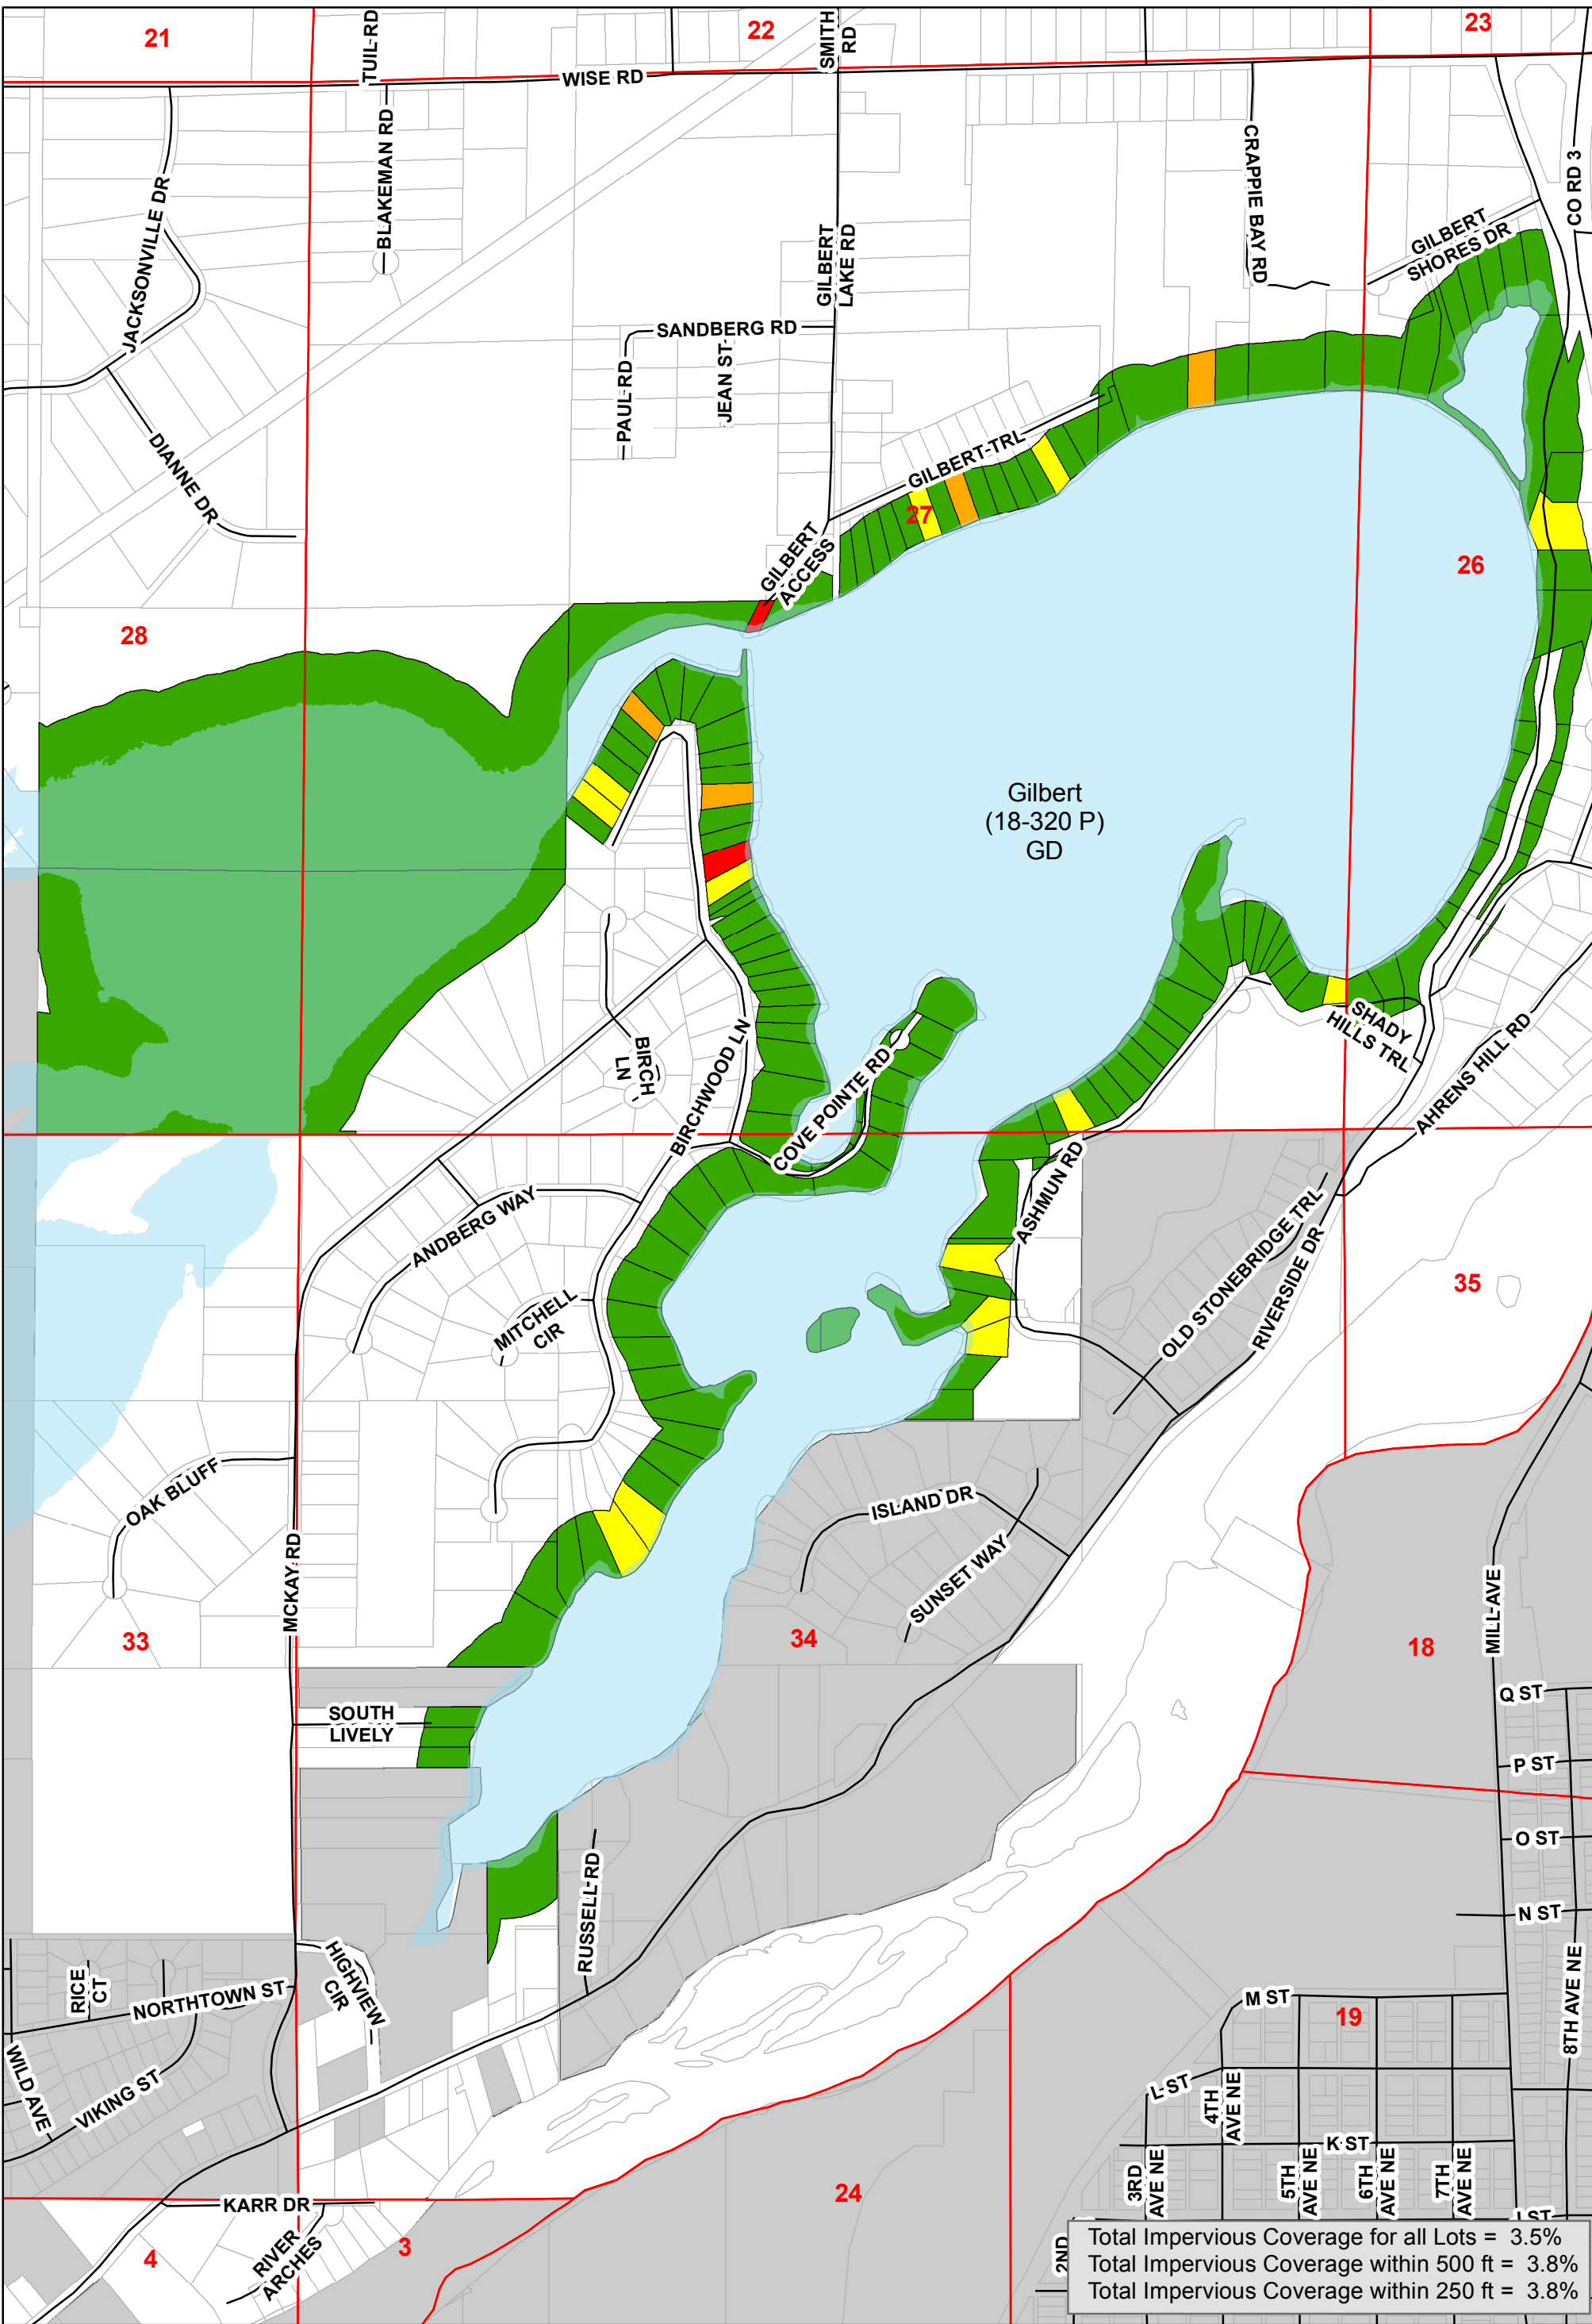 21
22
23
TUIL RD
SMITH
RD
WISE RD
BLAKEMAN RD
CRAPPIE BAY RD
CO RD 3
JACKSONVILLE DR
GILBERT
LAKE RD
GILBERT
SHORES DR
SANDBERG RD
PAUL RD
JEAN ST
DIANNE DR
GILBERT TRL
27
26
GILBERT
ACCESS
28
Gilbert
(18-320 P)
GD
BIRCH
LN
BIRCHWOOD LN
COVE POINTE RD
SHADY
HILLS TRL
AHRENS HILL RD
ASHMUN RD
ANDBERG WAY
OLD STONEBRIDGE TRL
RIVERSIDE DR
35
MITCHELL
CIR
OAK BLUFF
ISLAND DR
SUNSET WAY
MCKAY RD
MILL AVE
33
34
18
SOUTH
LIVELY
Q ST
P ST
O ST
N ST
RUSSELL RD
HIGHVIEW
CIR
RICE
CT
NORTHTOWN ST
M ST
19
8TH AVE NE
WILD AVE
VIKING ST
L ST
4TH
AVE NE
K ST
3RD
AVE NE
5TH
AVE NE
6TH
AVE NE
7TH
AVE NE
24
KARR DR
RIVER
ARCHES
4
3
2ND
Total Impervious Coverage for all Lots = 3.5%
Total Impervious Coverage within 500 ft = 3.8%
Total Impervious Coverage within 250 ft = 3.8%